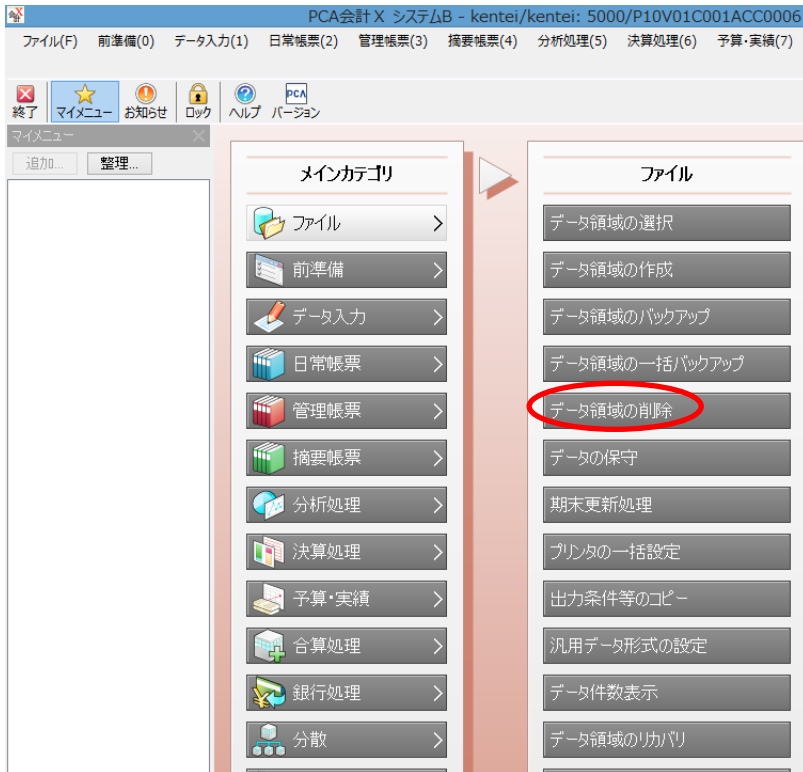 PCA会計X システムB - kentei/kentei: 5000/P10V01C001ACC0006
ファイル(F) 前準備(0) データ入力(1) 日常帳票(2) 管理帳票(3) 摘要帳票(4) 分析処理(5) 決算処理(6) 予算・実績(7)
PCA
終了 マイメニュー お知らせ ロック ヘルプ バージョン
マイメニュー
追加... 整理...
メインカテゴリ
ファイル
前準備
データ入力
日常帳票
管理帳票
摘要帳票
分析処理
決算処理
予算・実績
合算処理
銀行処理
分散
ファイル
データ領域の選択
データ領域の作成
データ領域のバックアップ
データ領域の一括バックアップ
データ領域の削除
データの保守
期末更新処理
プリンタの一括設定
出力条件等のコピー
汎用データ形式の設定
データ件数表示
データ領域のリカバリ